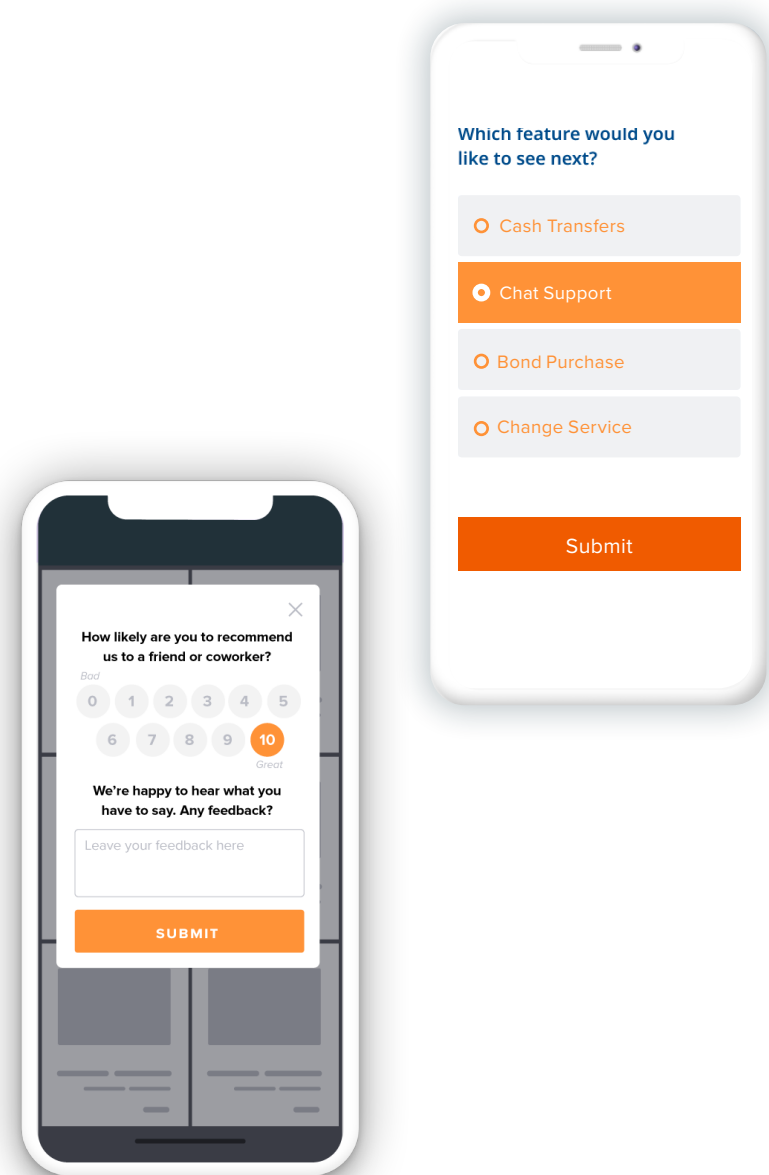 Which feature would you
like to see next?
Cash Transfers
Chat Support
Bond Purchase
Change Service
Submit
How likely are you to recommend
us to a friend or coworker?
Bad
0 1 2 3 4 5
6 7 8 9 10
Great
We're happy to hear what you
have to say. Any feedback?
Leave your feedback here
SUBMIT